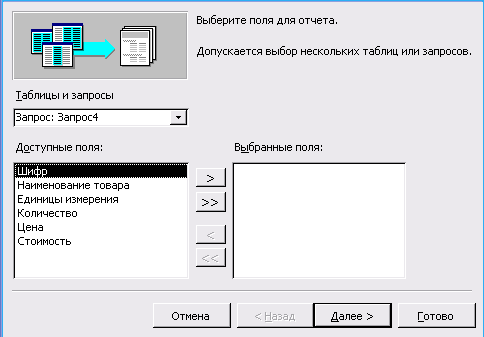 Выберите поля для отчета.
Допускается выбор нескольких таблиц или запросов.
Таблицы и запросы
Запрос: Запрос4
Доступные поля:
Выбранные поля:
Шифр
Наименование товара
Единицы измерения
Количество
Цена
Стоимость
>
>>
<
<<
Отмена
< Назад
Далее >
Готово